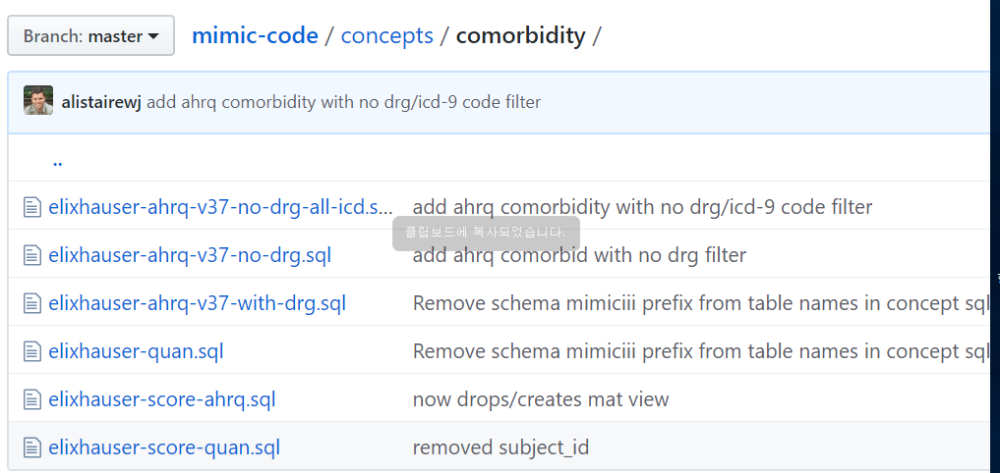 Branch: master mimic-code / concepts / comorbidity /
alistairewj add ahrq comorbidity with no drg/icd-9 code filter
..
elixhauser-ahrq-v37-no-drg-all-icd.s... add ahrq comorbidity with no drg/icd-9 code filter
클립보드에 복사되었습니다.
elixhauser-ahrq-v37-no-drg.sql add ahrq comorbid with no drg filter
elixhauser-ahrq-v37-with-drg.sql Remove schema mimiciii prefix from table names in concept sql
elixhauser-quan.sql Remove schema mimiciii prefix from table names in concept sql
elixhauser-score-ahrq.sql now drops/creates mat view
elixhauser-score-quan.sql removed subject_id